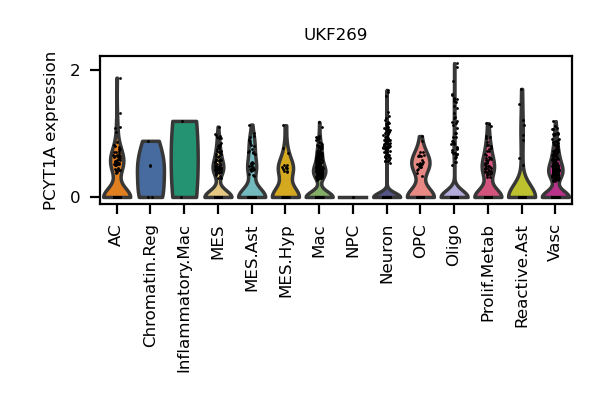 UKF269
PCYT1A expression
2
0
AC
Chromatin.Reg
Inflammatory.Mac
MES
MES.Ast
MES.Hyp
Mac
NPC
Neuron
OPC
Oligo
Prolif.Metab
Reactive.Ast
Vasc